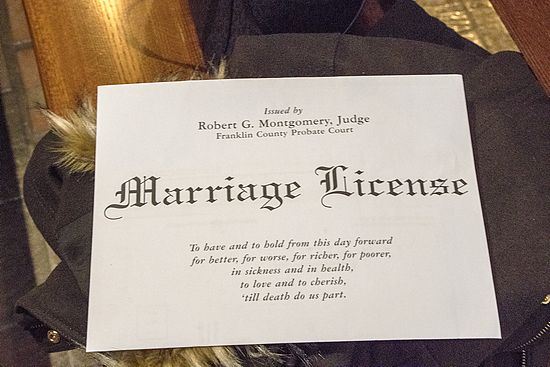 Issued by
Robert G. Montgomery, Judge
Franklin County Probate Court
Marriage License
To have and to hold from this day forward
for better, for worse, for richer, for poorer,
in sickness and in health,
to love and to cherish,
‘till death do us part.